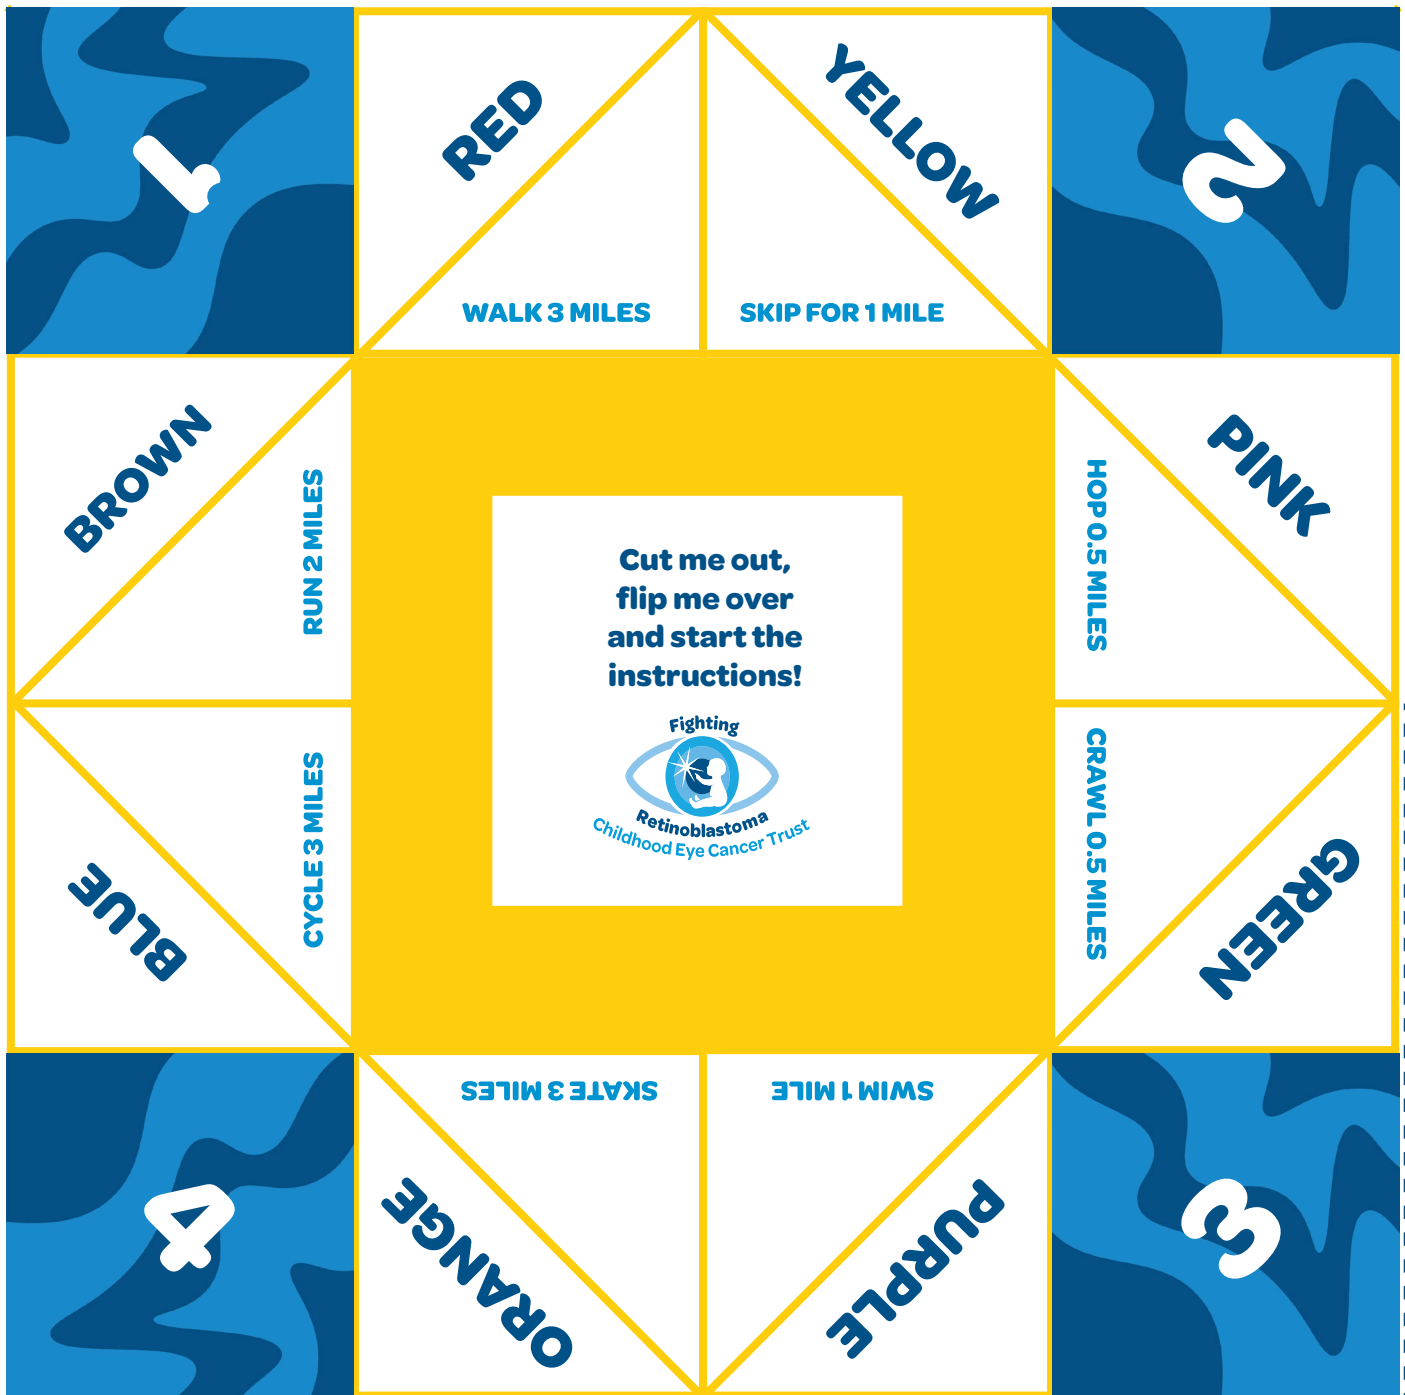 1
RED
YELLOW
2
WALK 3 MILES
SKIP FOR 1 MILE
BROWN
RUN 2 MILES
HOP 0.5 MILES
PINK
Cut me out,
flip me over
and start the
instructions!
Fighting
Retinoblastoma
Childhood Eye Cancer Trust
BLUE
CYCLE 3 MILES
CRAWL 0.5 MILES
GREEN
4
SKATE 3 MILES
SWIM 1 MILE
3
ORANGE
PURPLE